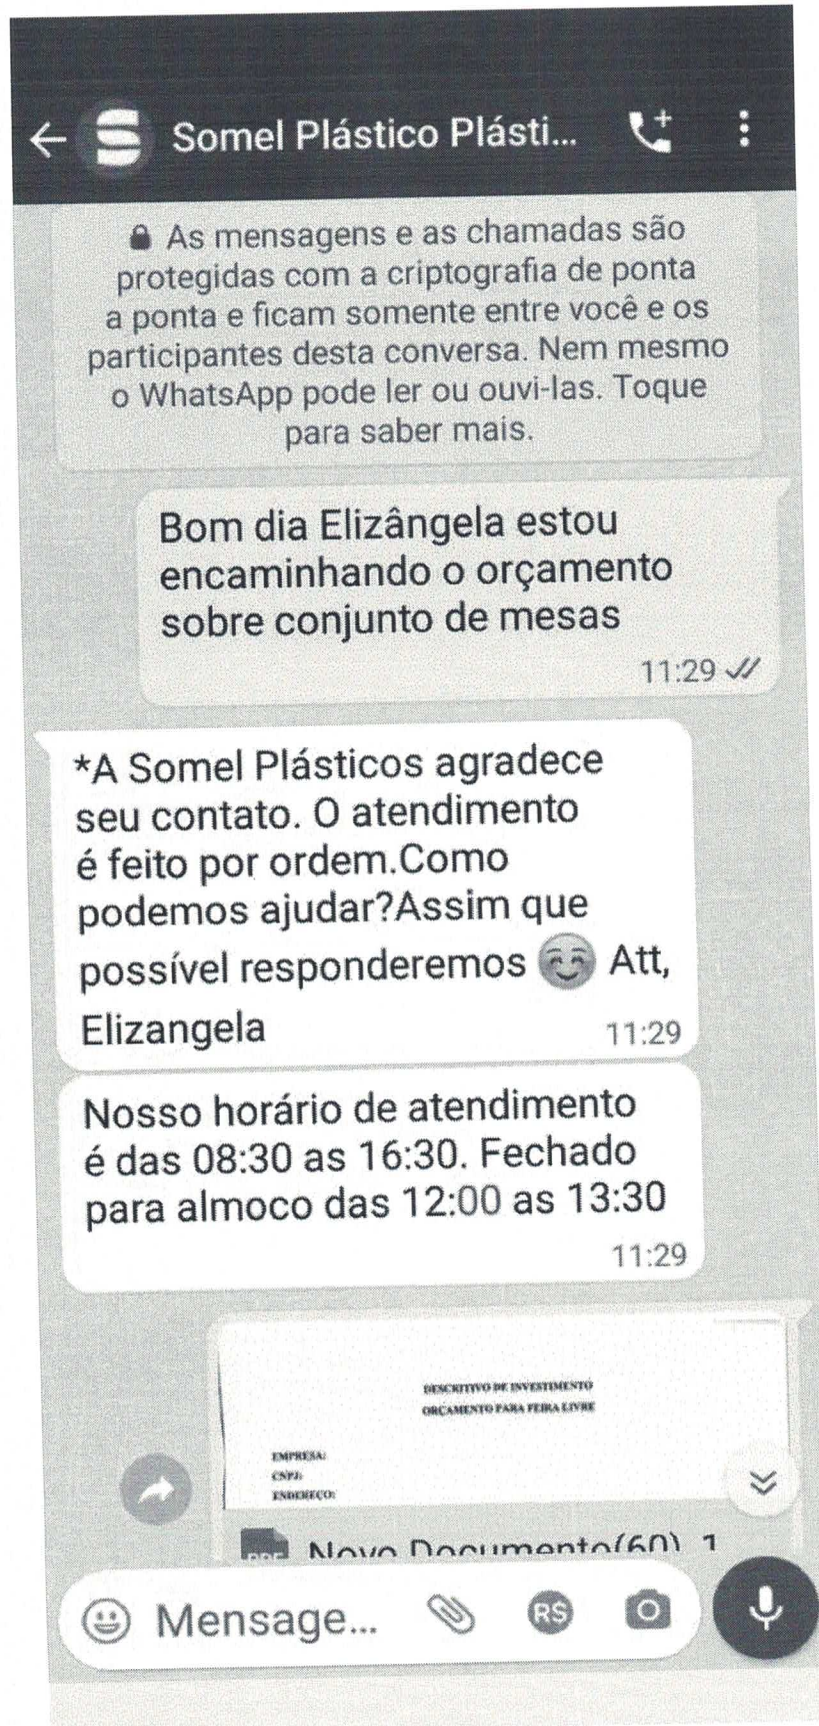 Somel Plástico Plásti...
As mensagens e as chamadas são
protegidas com a criptografia de ponta
a ponta e ficam somente entre você e os
participantes desta conversa. Nem mesmo
o WhatsApp pode ler ou ouvi-las. Toque
para saber mais.
Bom dia Elizângela estou
encaminhando o orçamento
sobre conjunto de mesas
11:29
*A Somel Plásticos agradece
seu contato. O atendimento
é feito por ordem.Como
podemos ajudar?Assim que
possível responderemos 😊 Att,
Elizangela
11:29
Nosso horário de atendimento
é das 08:30 as 16:30. Fechado
para almoco das 12:00 as 13:30
11:29
DESCRITIVO DE INVESTIMENTO
ORÇAMENTO PARA FEIRA LIVRE
EMPRESA:
CNPJ:
ENDEREÇO:
PDF
Novo Documento(60)_1
Mensage...
R$